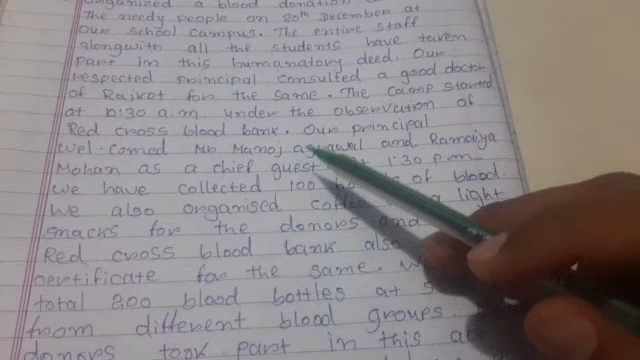 organized a blood donation
The needy people on 20th December at
our school campus. The entire staff
alongwith all the students have taken
part in this humanatory deed. Our
respected principal consulted a good doctor
of Rajkot for the same. The camp started
at 10:30 a.m. under the observation of
Red cross blood bank. Our principal
wel-comed Mr Manoj agrawal and Ramaiya
Mohan as a chief guest. At 1:30 p.m
we have collected 100 of blood.
We also organised light
snacks for the donors and
Red cross blood bank also
certificate for the same.
total 200 blood bottles at 5
from different blood groups.
donors took part in this